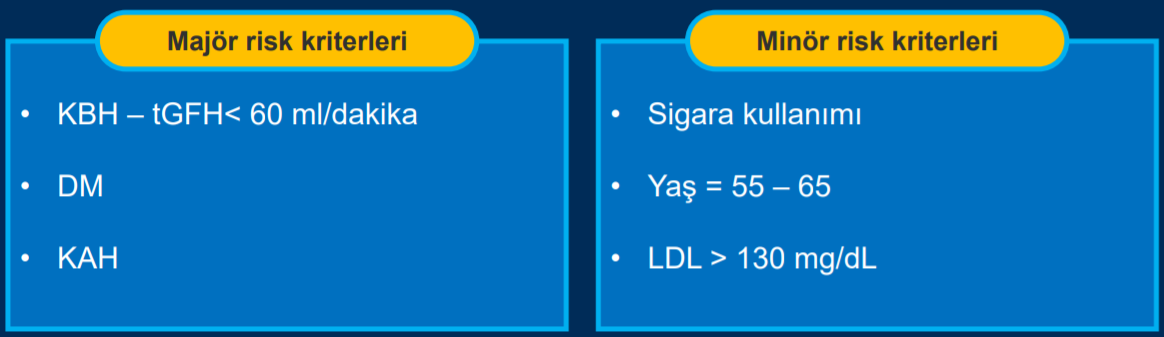 Majör risk kriterleri
• KBH – tGFH< 60 ml/dakika
• DM
• KAH
Minör risk kriterleri
• Sigara kullanımı
• Yaş = 55 – 65
• LDL > 130 mg/dL